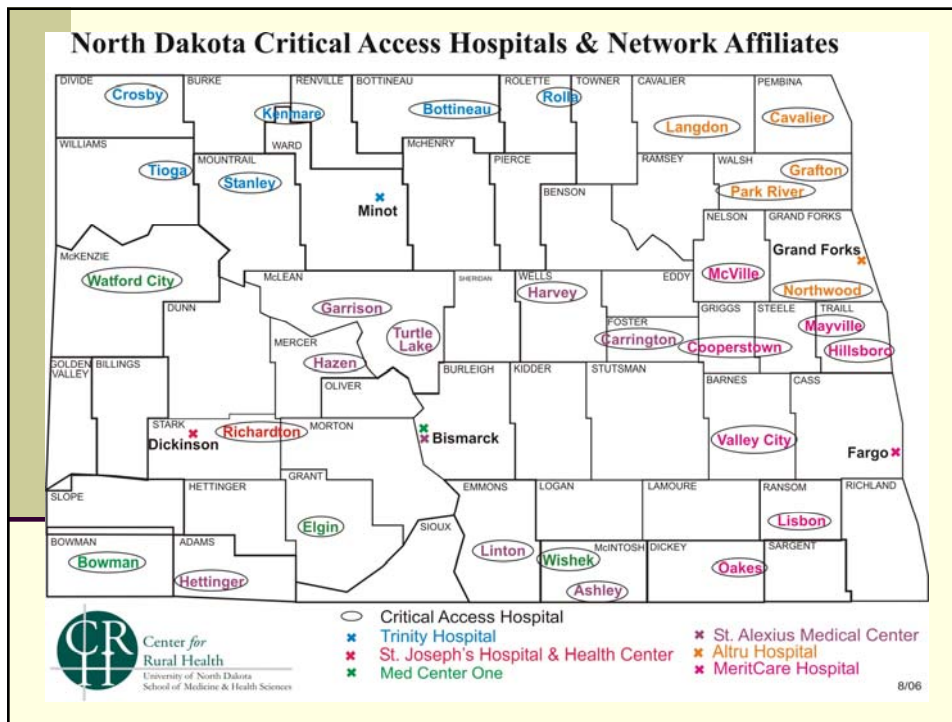 North Dakota Critical Access Hospitals & Network Affiliates
DIVIDE
BURKE
RENVILLE
BOTTINEAU
ROLETTE
TOWNER
CAVALIER
PEMBINA
Crosby
Kenmare
Bottineau
Rolla
Langdon
Cavalier
WILLIAMS
WARD
McHENRY
MOUNTRAIL
PIERCE
RAMSEY
WALSH
Tioga
Stanley
Grafton
Park River
BENSON
Minot
NELSON
GRAND FORKS
Grand Forks
McKENZIE
Watford City
McLEAN
SHERIDAN
WELLS
EDDY
McVille
Harvey
Northwood
DUNN
Garrison
GRIGGS
STEELE
TRAILL
FOSTER
Mayville
Turtle
Lake
Carrington
MERCER
Cooperstown
Hillsboro
Hazen
GOLDEN
VALLEY
BILLINGS
OLIVER
BURLEIGH
KIDDER
STUTSMAN
BARNES
CASS
STARK
Richardton
MORTON
Dickinson
Bismarck
Valley City
Fargo
GRANT
SLOPE
HETTINGER
EMMONS
LOGAN
LAMOURE
RANSOM
RICHLAND
Elgin
SIOUX
Lisbon
BOWMAN
ADAMS
McINTOSH
DICKEY
SARGENT
Linton
Wishek
Bowman
Oakes
Hettinger
Ashley
CRH
Center for
Rural Health
University of North Dakota
School of Medicine & Health Sciences
Critical Access Hospital
Trinity Hospital
St. Joseph's Hospital & Health Center
Med Center One
St. Alexius Medical Center
Altru Hospital
MeritCare Hospital
8/06